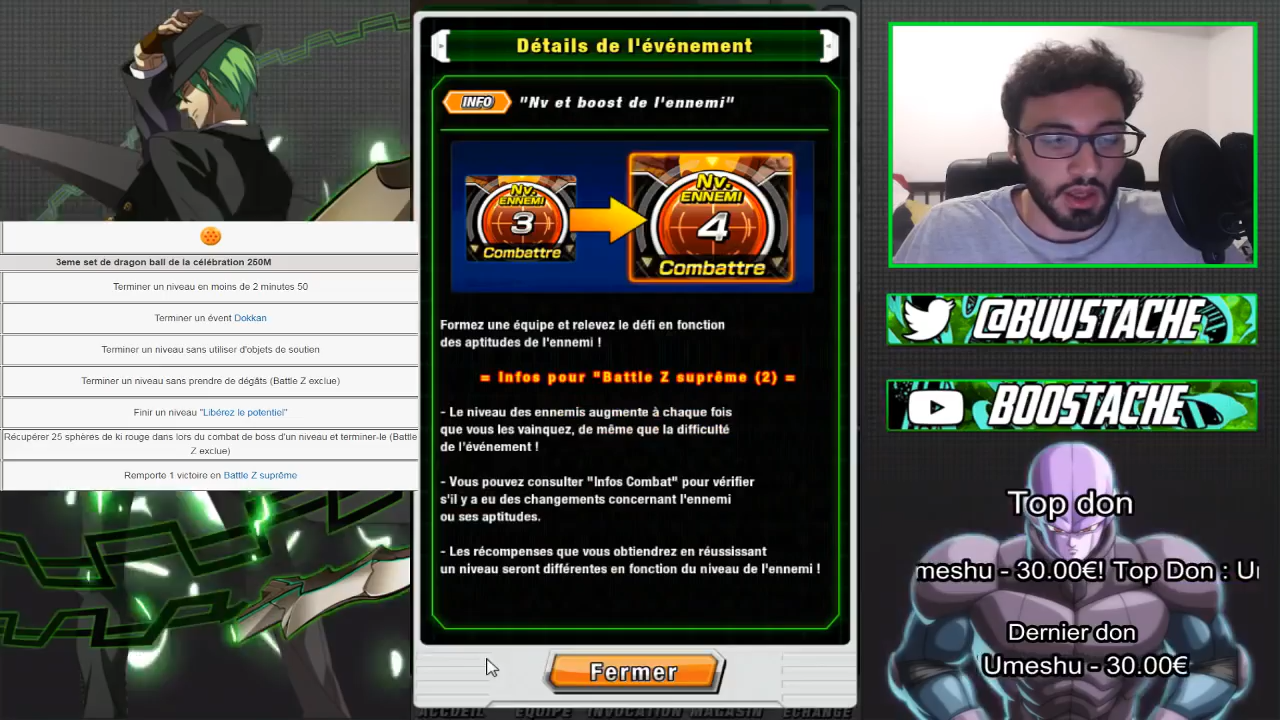 3eme set de dragon ball de la célébration 250M
Terminer un niveau en moins de 2 minutes 50
Terminer un évent Dokkan
Terminer un niveau sans utiliser d'objets de soutien
Terminer un niveau sans prendre de dégâts (Battle Z exclue)
Finir un niveau "Libérez le potentiel"
Récupérer 25 sphères de ki rouge dans lors du combat de boss d'un niveau et terminer-le (Battle
Z exclue)
Remporte 1 victoire en Battle Z suprême
Détails de l'événement
INFO "Nv et boost de l'ennemi"
Nv.
ENNEMI
3
Combattre
Nv.
ENNEMI
4
Combattre
Formez une équipe et relevez le défi en fonction
des aptitudes de l'ennemi !
= Infos pour "Battle Z suprême (2) =
- Le niveau des ennemis augmente à chaque fois
que vous les vainquez, de même que la difficulté
de l'événement !
- Vous pouvez consulter "Infos Combat" pour vérifier
s'il y a eu des changements concernant l'ennemi
ou ses aptitudes.
- Les récompenses que vous obtiendrez en réussissant
un niveau seront différentes en fonction du niveau de l'ennemi !
Fermer
ACCUEIL EQUIPE INVOCATION MAGASIN ECHANGE
@BUUSTACHE
BOOSTACHE
Top don
meshu - 30.00€! Top Don : U
Dernier don
Umeshu - 30.00€